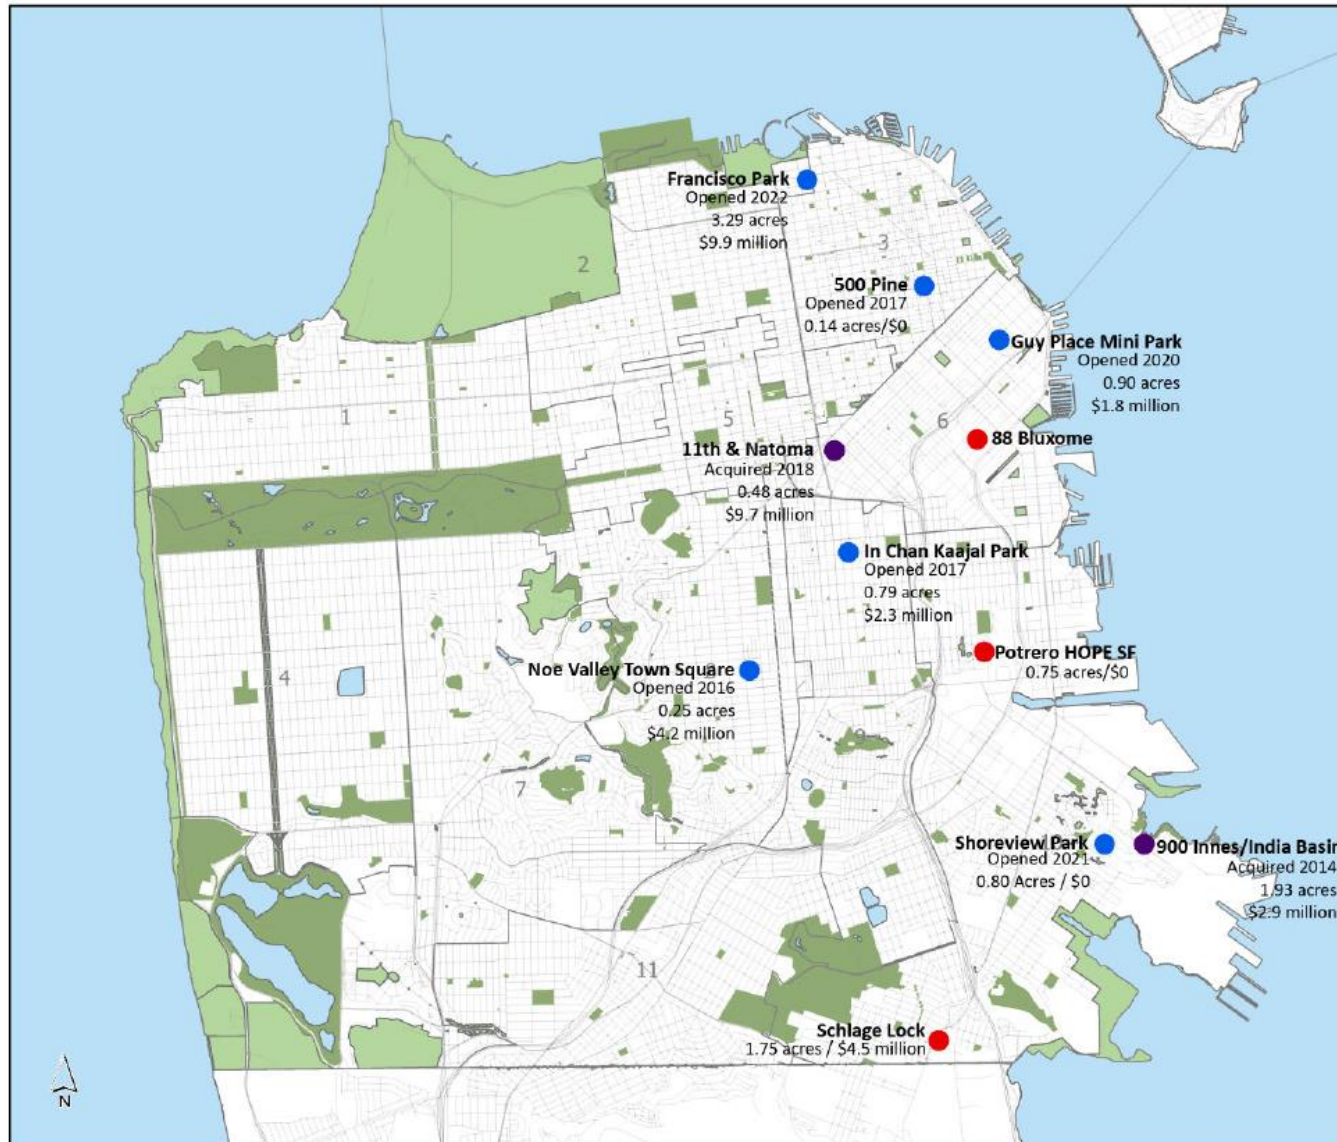 Francisco Park
Opened 2022
3.29 acres
$9.9 million
3
2
500 Pine
Opened 2017
0.14 acres/$0
Guy Place Mini Park
Opened 2020
0.90 acres
$1.8 million
1
5
6
88 Bluxome
11th & Natoma
Acquired 2018
0.48 acres
$9.7 million
In Chan Kaajal Park
Opened 2017
0.79 acres
$2.3 million
Potrero HOPE SF
0.75 acres/$0
4
Noe Valley Town Square
Opened 2016
0.25 acres
$4.2 million
8
9
7
Shoreview Park
Opened 2021
0.80 Acres / $0
900 Innes/India Basin
Acquired 2014
1.93 acres
$2.9 million
11
Schlage Lock
1.75 acres / $4.5 million
N